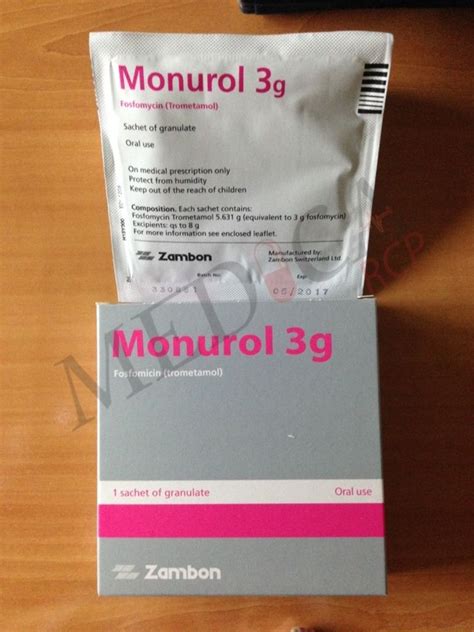 Monurol 3g
Fosfomycin (Trometamol)
Sachet of granulate
Oral use
On medical prescription only
Protect from humidity
Keep out of the reach of children
Composition. Each sachet contains:
Fosfomycin Trometamol 5.631 g (equivalent to 3 g fosfomycin)
Excipients: qs to 8 g
For more information see enclosed leaflet.
Zambon
Manufactured by:
Zambon Switzerland Ltd.
Batch No:
Exp:
330851
05/2017
Monurol 3g
Fosfomicin (trometamol)
1 sachet of granulate
Oral use
Zambon
MEDICA
RCP